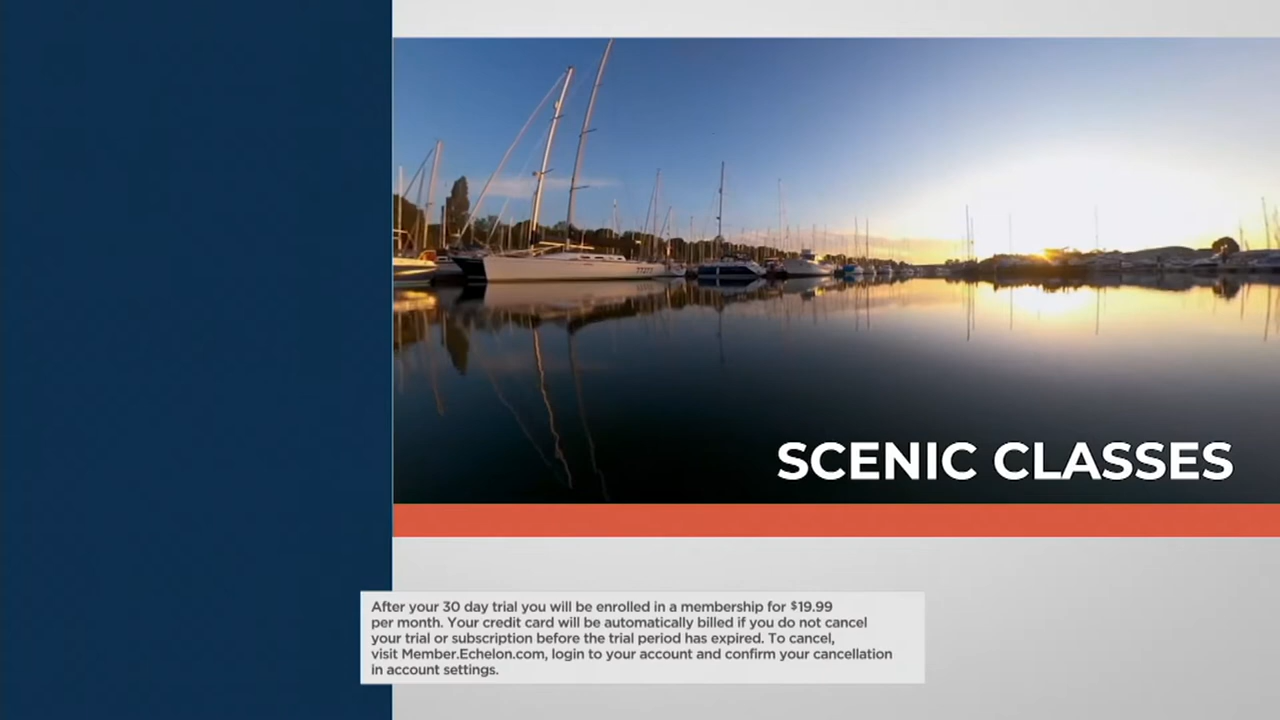 SCENIC CLASSES
After your 30 day trial you will be enrolled in a membership for $19.99
per month. Your credit card will be automatically billed if you do not cancel
your trial or subscription before the trial period has expired. To cancel,
visit Member.Echelon.com, login to your account and confirm your cancellation
in account settings.